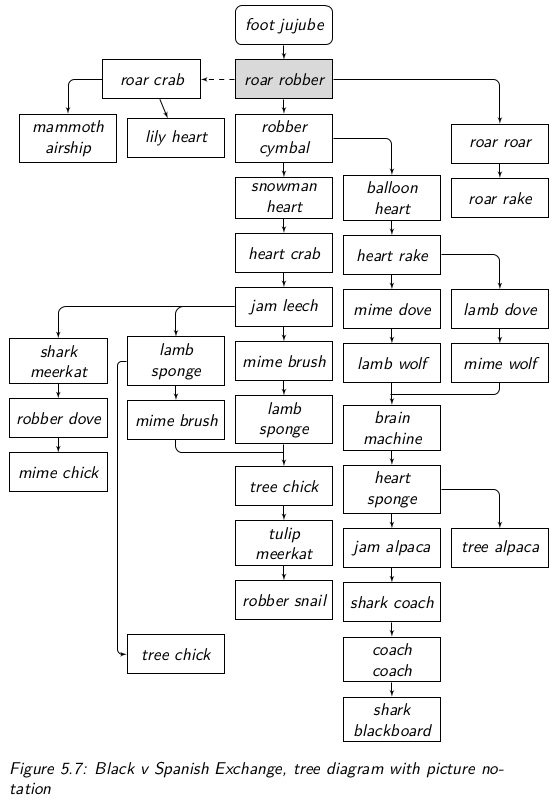 foot jujube
roar crab
roar robber
mammoth
airship
lily heart
robber
cymbal
roar roar
snowman
heart
balloon
heart
roar rake
heart crab
heart rake
jam leech
mime dove
lamb dove
shark
meerkat
lamb
sponge
mime brush
lamb wolf
mime wolf
robber dove
mime brush
lamb
sponge
brain
machine
mime chick
tree chick
heart
sponge
tulip
meerkat
jam alpaca
tree alpaca
robber snail
shark coach
tree chick
coach
coach
shark
blackboard
Figure 5.7: Black v Spanish Exchange, tree diagram with picture no-
tation